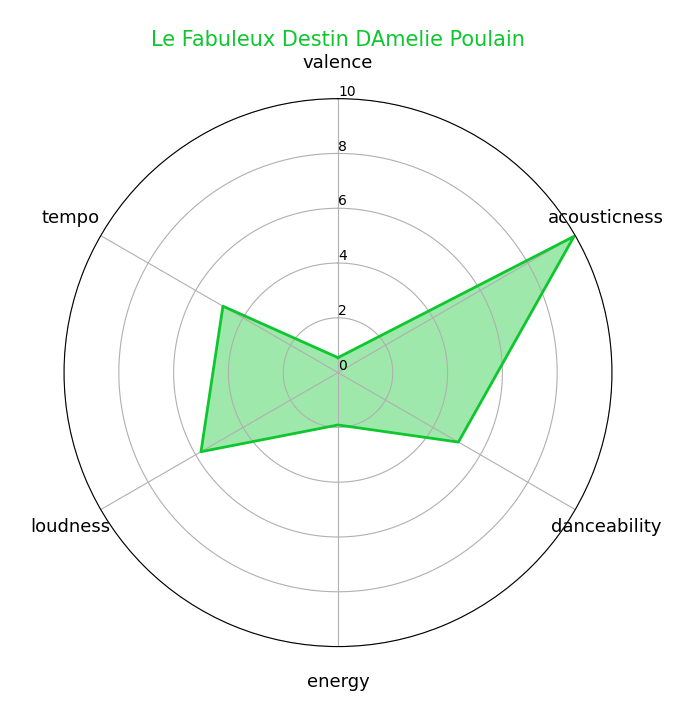 Le Fabuleux Destin DAmelie Poulain
valence
10
8
acousticness
tempo
6
4
2
0
loudness
danceability
energy